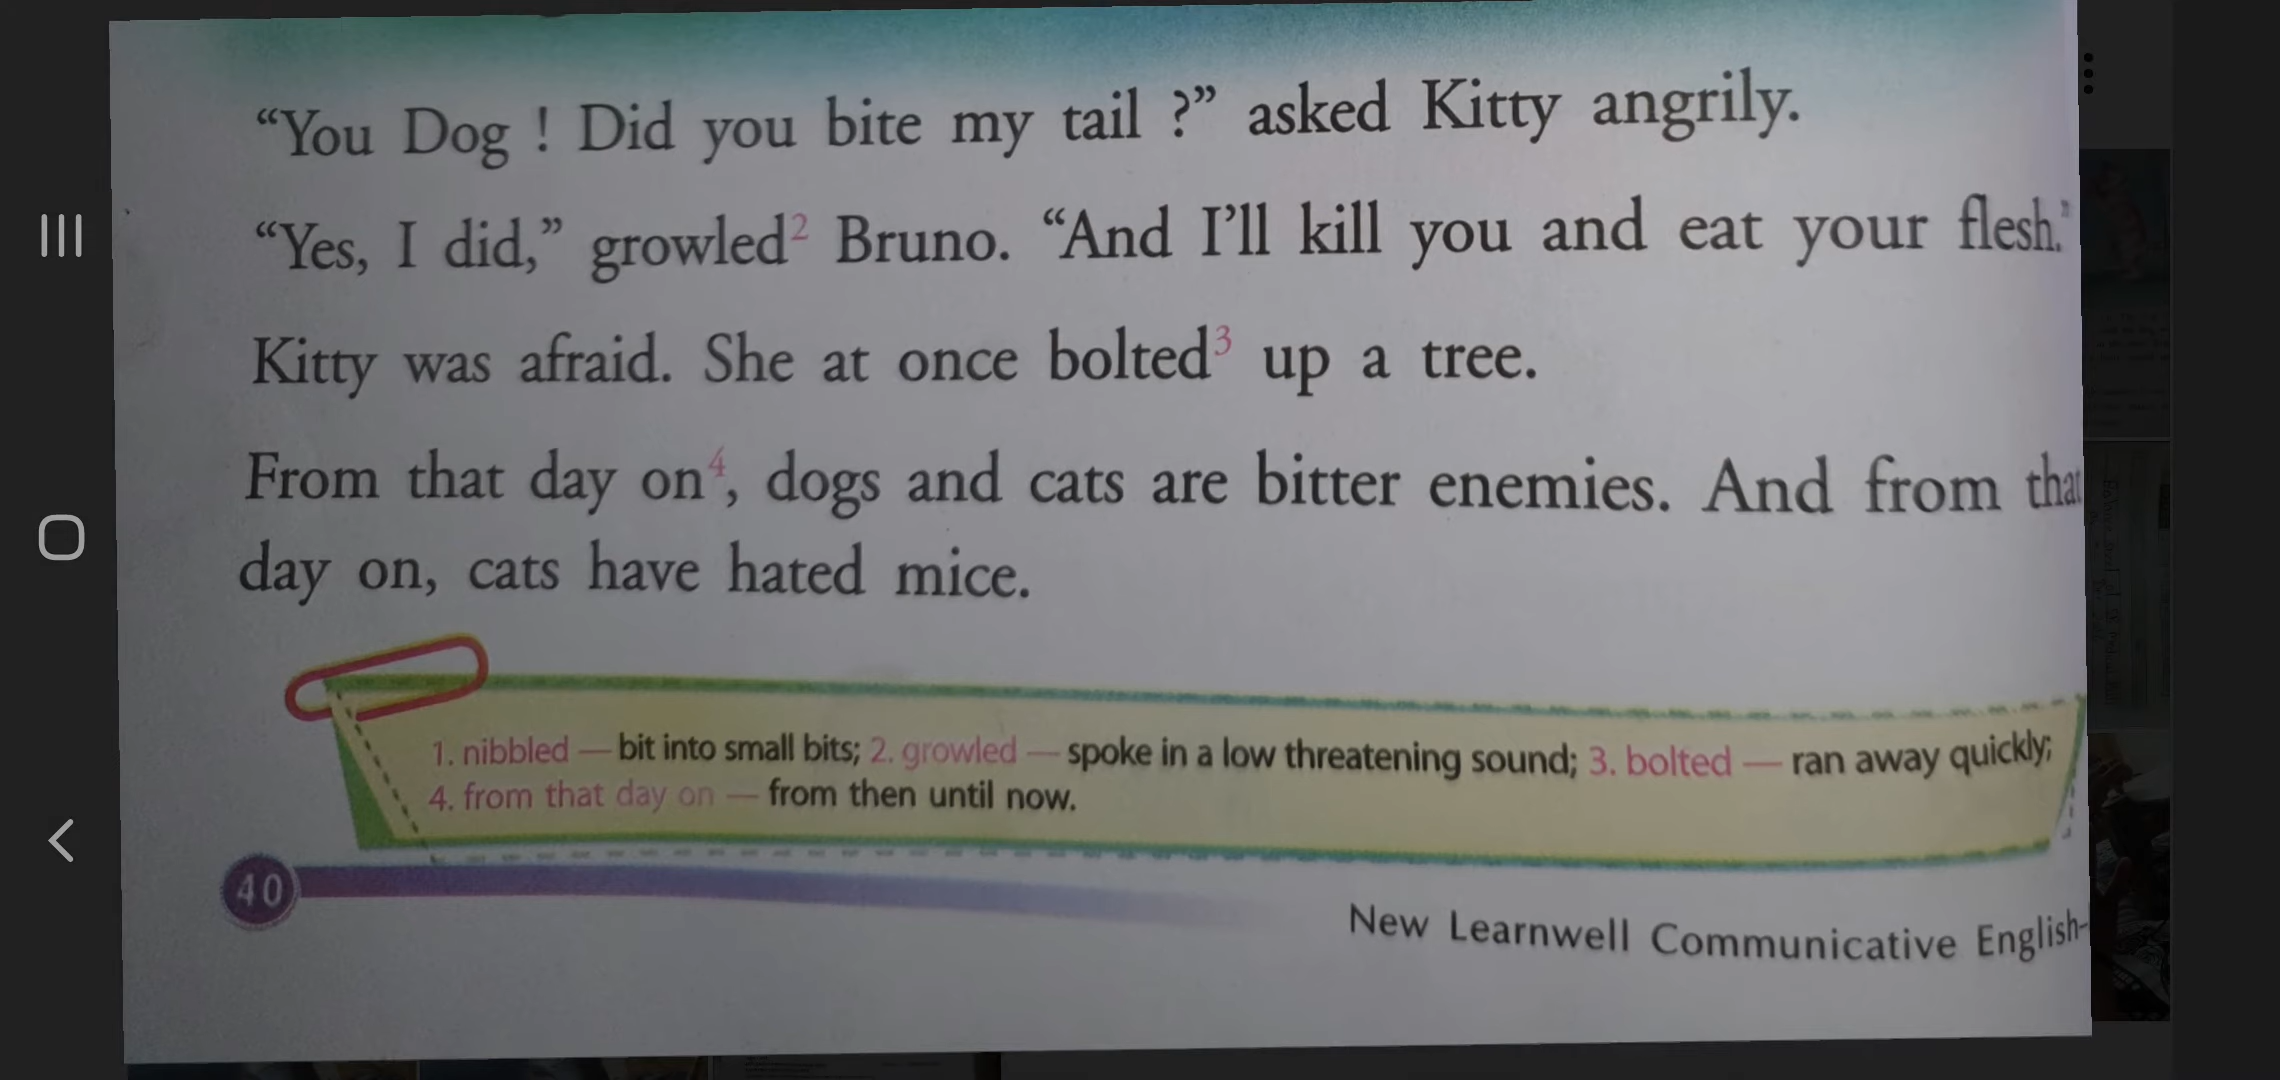 “You Dog ! Did you bite my tail ?” asked Kitty angrily.
“Yes, I did,” growled² Bruno. “And I’ll kill you and eat your flesh.”
Kitty was afraid. She at once bolted³ up a tree.
From that day on⁴, dogs and cats are bitter enemies. And from that
day on, cats have hated mice.
1. nibbled — bit into small bits; 2. growled — spoke in a low threatening sound; 3. bolted — ran away quickly;
4. from that day on — from then until now.
40
New Learnwell Communicative English-